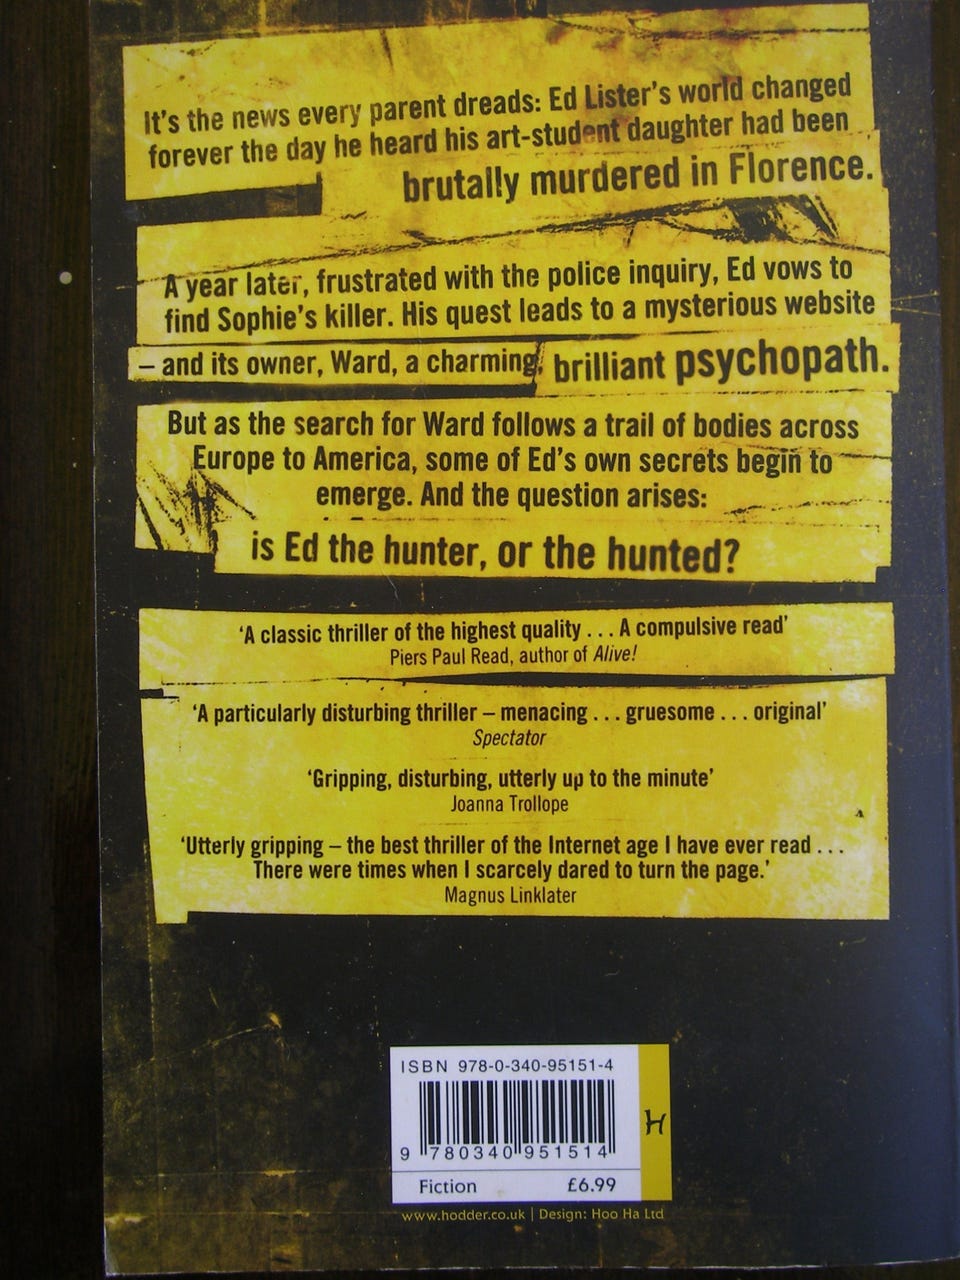 It's the news every parent dreads: Ed Lister's world changed
forever the day he heard his art-student daughter had been
brutally murdered in Florence.
A year later, frustrated with the police inquiry, Ed vows to
find Sophie's killer. His quest leads to a mysterious website
– and its owner, Ward, a charming, brilliant psychopath.
But as the search for Ward follows a trail of bodies across
Europe to America, some of Ed's own secrets begin to
emerge. And the question arises:
is Ed the hunter, or the hunted?
'A classic thriller of the highest quality . . . A compulsive read'
Piers Paul Read, author of Alive!
'A particularly disturbing thriller – menacing . . . gruesome . . . original'
Spectator
'Gripping, disturbing, utterly up to the minute'
Joanna Trollope
'Utterly gripping – the best thriller of the Internet age I have ever read . . .
There were times when I scarcely dared to turn the page.'
Magnus Linklater
ISBN 978-0-340-95151-4
9 780340 951514
H
Fiction £6.99
www.hodder.co.uk | Design: Hoo Ha Ltd